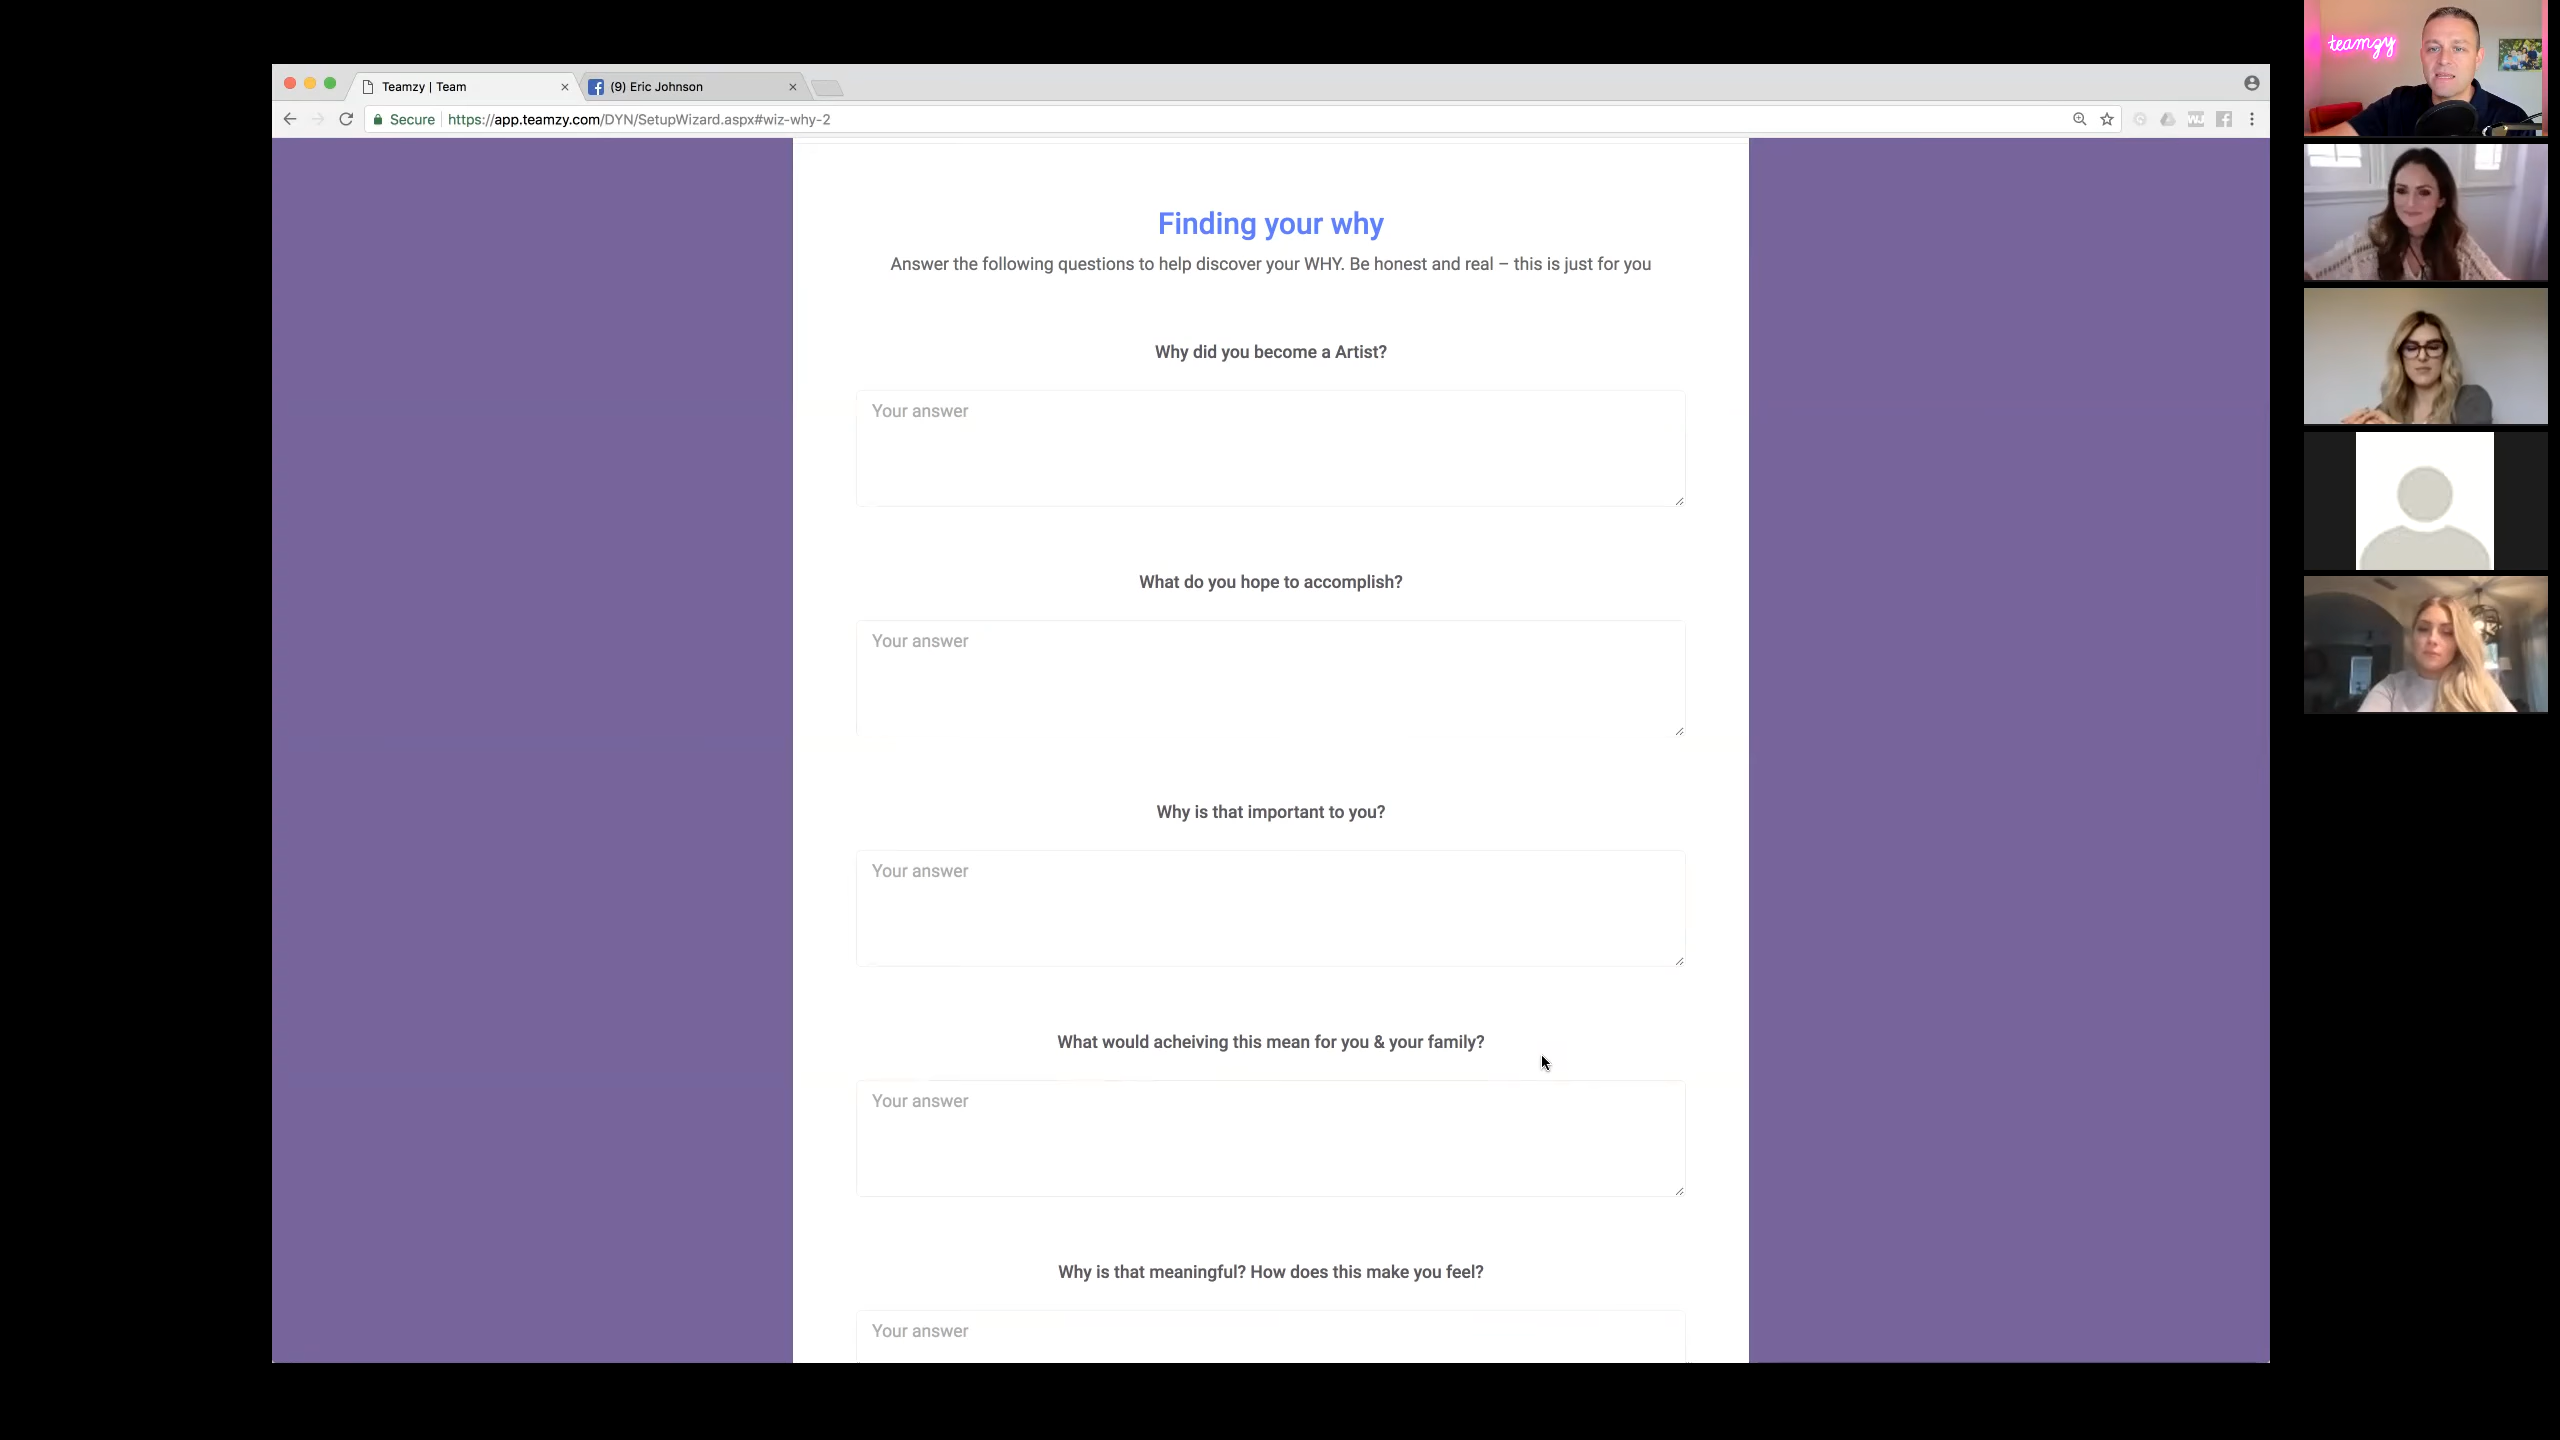 Teamzy | Team
(9) Eric Johnson
Secure
https://app.teamzy.com/DYN/SetupWizard.aspx#wiz-why-2
teamzy
Finding your why
Answer the following questions to help discover your WHY. Be honest and real – this is just for you
Why did you become a Artist?
Your answer
What do you hope to accomplish?
Your answer
Why is that important to you?
Your answer
What would acheiving this mean for you & your family?
Your answer
Why is that meaningful? How does this make you feel?
Your answer